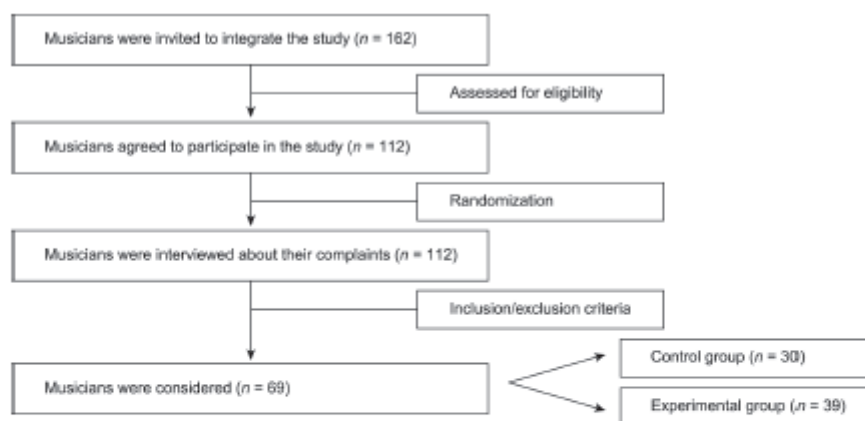 Musicians were invited to integrate the study (n = 162)
Assessed for eligibility
Musicians agreed to participate in the study (n = 112)
Randomization
Musicians were interviewed about their complaints (n = 112)
Inclusion/exclusion criteria
Control group (n = 30)
Musicians were considered (n = 69)
Experimental group (n = 39)